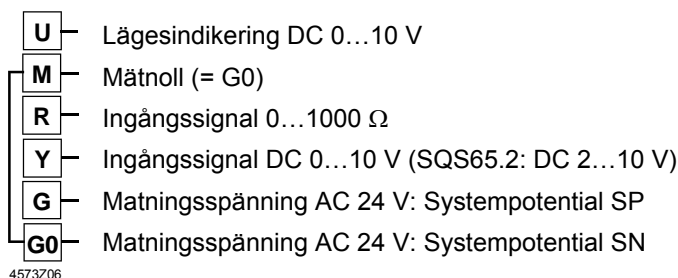 U Lägesindikering DC 0…10 V
M Mätnoll (= G0)
R Ingångssignal 0…1000 Ω
Y Ingångssignal DC 0…10 V (SQS65.2: DC 2…10 V)
G Matningsspänning AC 24 V: Systempotential SP
G0 Matningsspänning AC 24 V: Systempotential SN
4573Z06